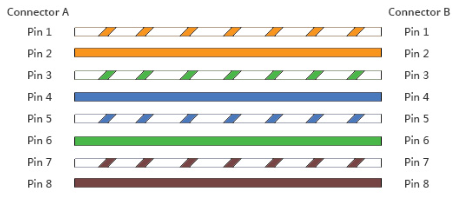 Connector A Connector B
Pin 1 Pin 1
Pin 2 Pin 2
Pin 3 Pin 3
Pin 4 Pin 4
Pin 5 Pin 5
Pin 6 Pin 6
Pin 7 Pin 7
Pin 8 Pin 8